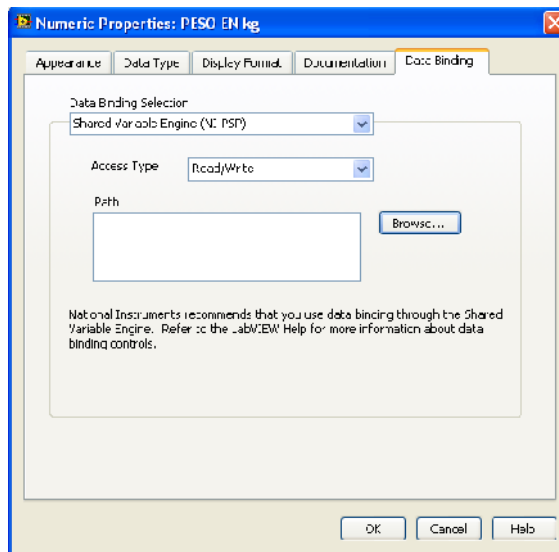 Numeric Properties: PESO EN kg
Appearance Data Type Display Format Documentation Data Binding
Data Binding Selection
Shared Variable Engine (NI PSP)
Access Type Read/Write
Path
Browse...
National Instruments recommends that you use data binding through the Shared
Variable Engine. Refer to the LabVIEW Help for more information about data
binding controls.
OK Cancel Help